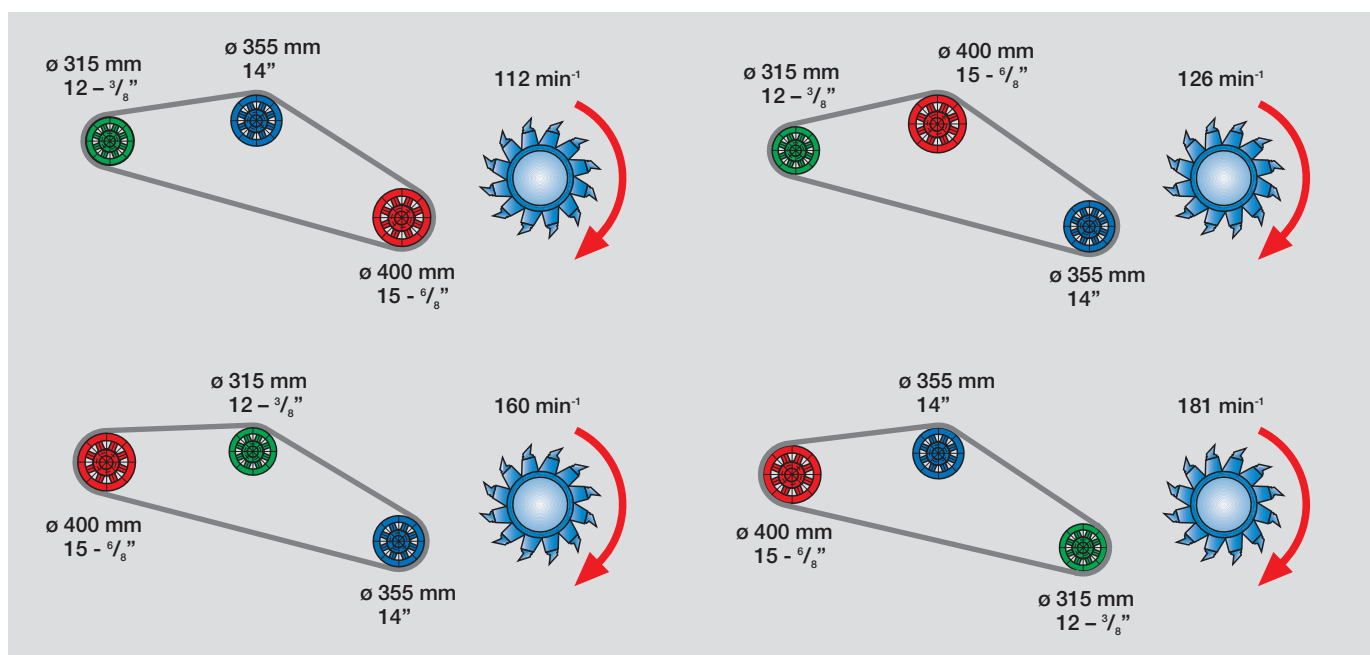 ø 315 mm
12 – ³/₈”
ø 355 mm
14”
112 min⁻¹
ø 400 mm
15 - ⁶/₈”
ø 315 mm
12 – ³/₈”
ø 400 mm
15 - ⁶/₈”
126 min⁻¹
ø 355 mm
14”
ø 315 mm
12 – ³/₈”
160 min⁻¹
ø 400 mm
15 - ⁶/₈”
ø 355 mm
14”
ø 355 mm
14”
181 min⁻¹
ø 400 mm
15 - ⁶/₈”
ø 315 mm
12 – ³/₈”